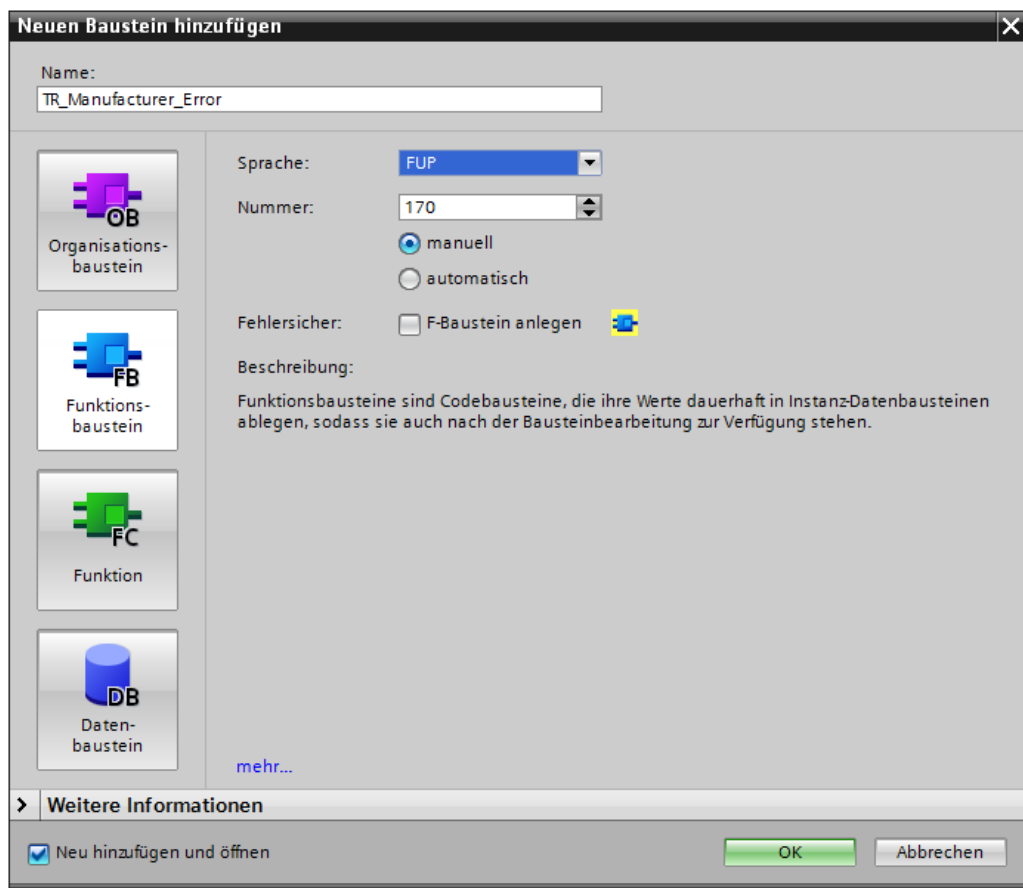 Neuen Baustein hinzufügen
Name:
TR_Manufacturer_Error
OB
Organisations-
baustein
FB
Funktions-
baustein
FC
Funktion
DB
Daten-
baustein
Sprache:
FUP
Nummer:
170
manuell
automatisch
Fehlersicher:
F-Baustein anlegen
Beschreibung:
Funktionsbausteine sind Codebausteine, die ihre Werte dauerhaft in Instanz-Datenbausteinen
ablegen, sodass sie auch nach der Bausteinbearbeitung zur Verfügung stehen.
mehr...
Weitere Informationen
Neu hinzufügen und öffnen
OK
Abbrechen